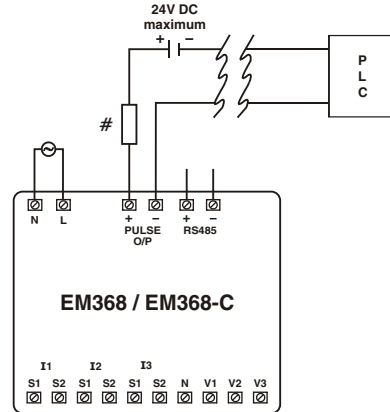 24V DC
maximum
+ −
P
L
C
#
N L + − + −
PULSE
O/P
RS485
EM368 / EM368-C
I1 I2 I3
S1 S2 S1 S2 S1 S2 N V1 V2 V3